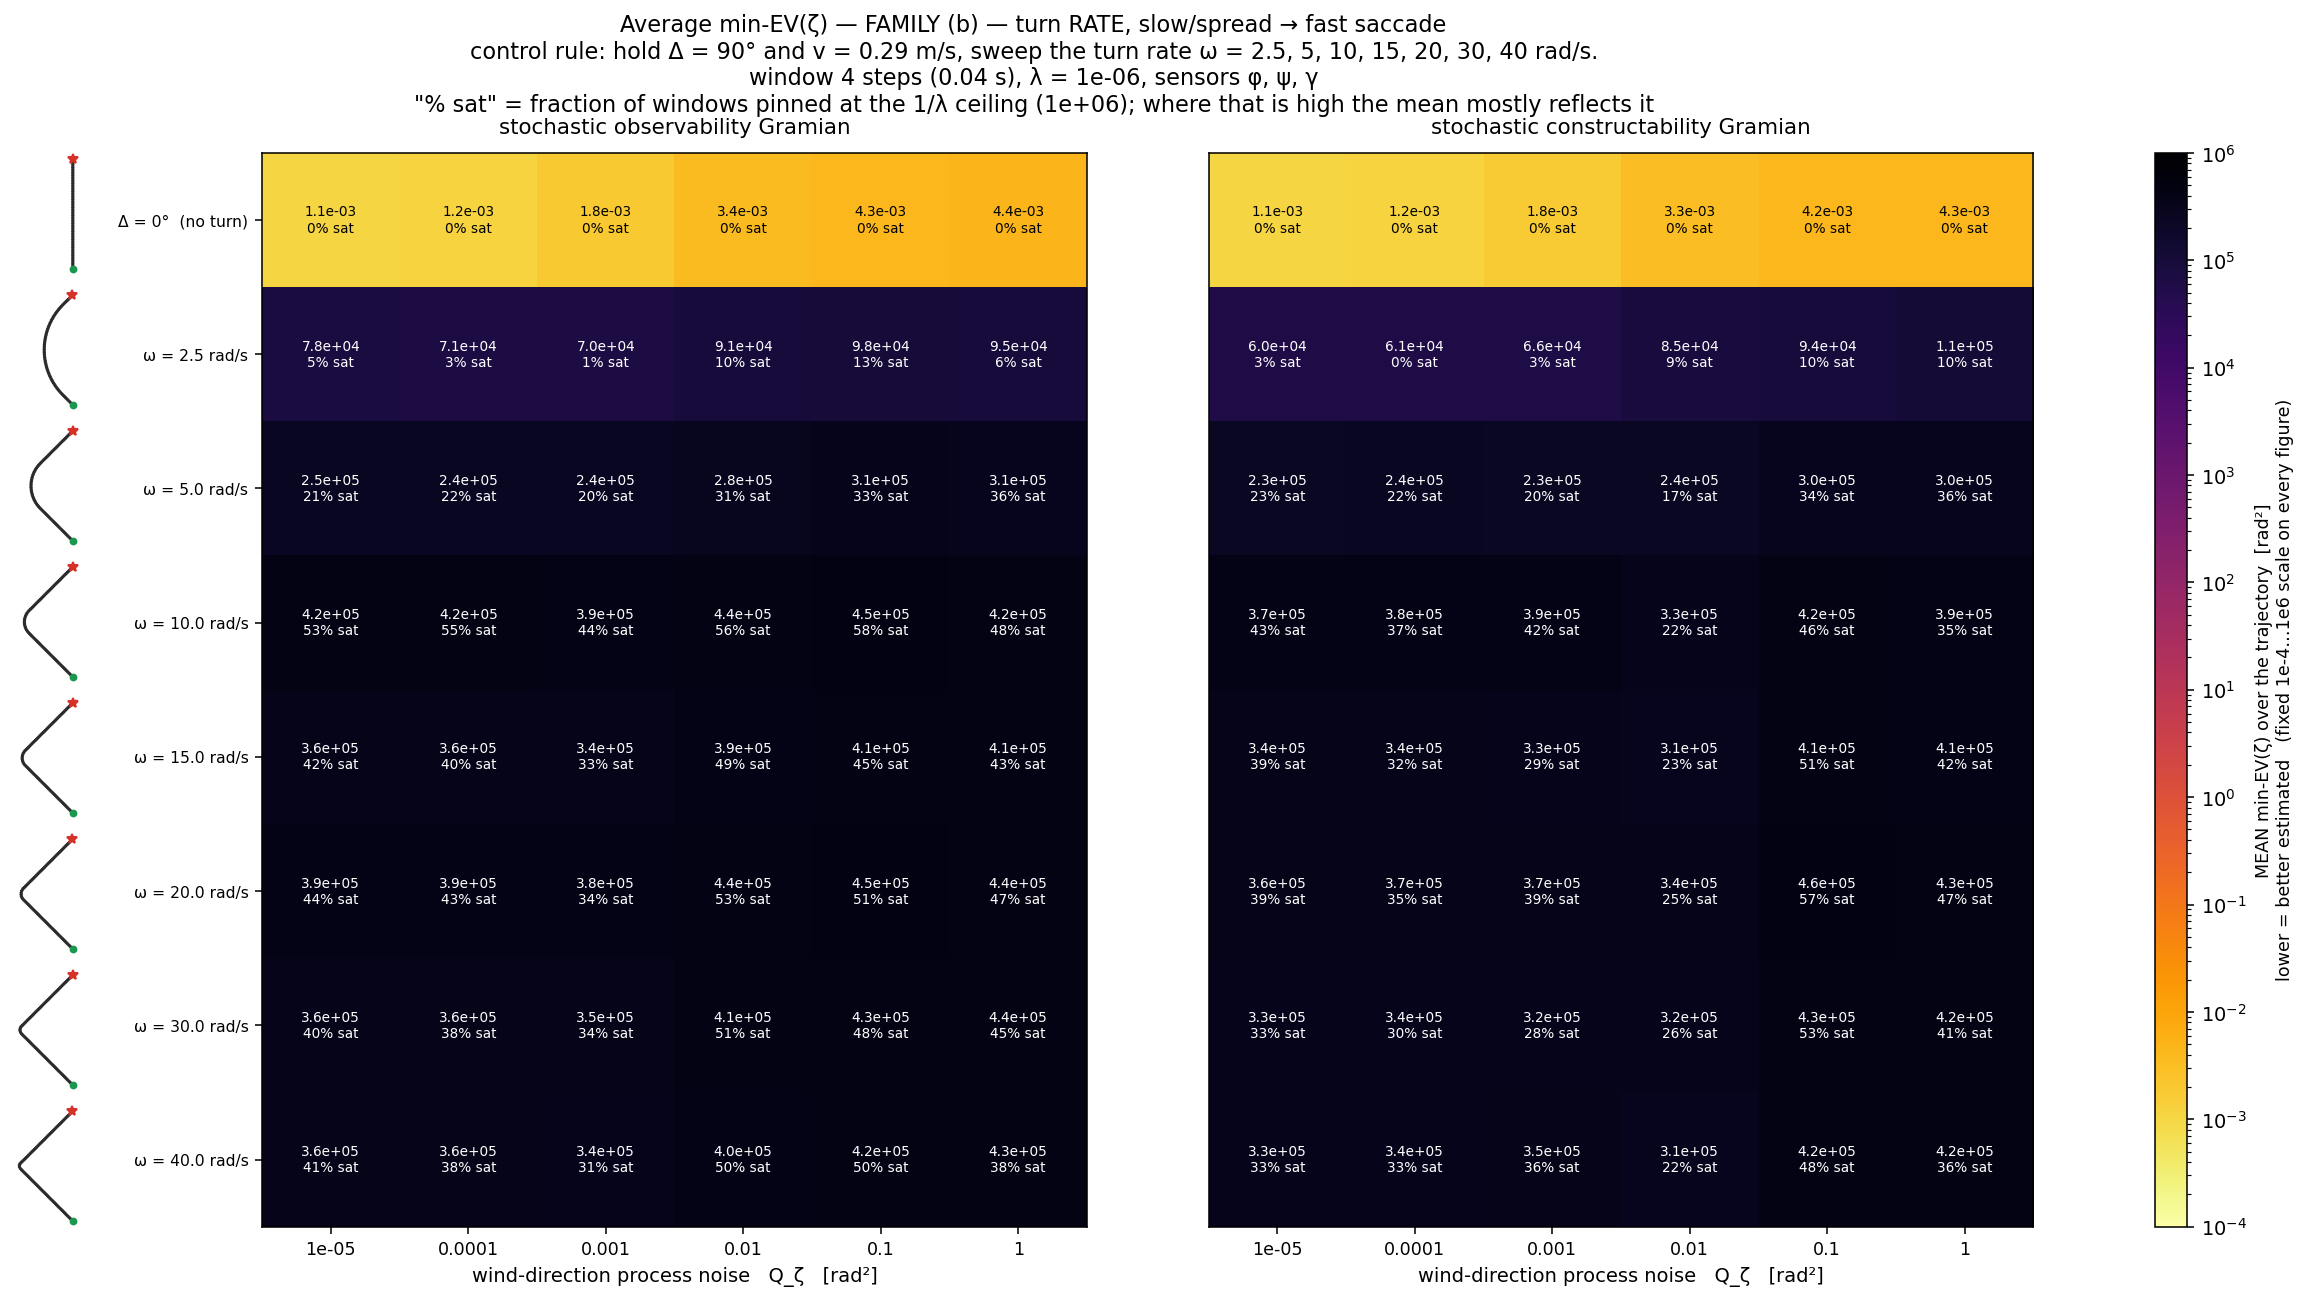 Average min-EV(ζ) — FAMILY (b) — turn RATE, slow/spread → fast saccade
control rule: hold Δ = 90° and v = 0.29 m/s, sweep the turn rate ω = 2.5, 5, 10, 15, 20, 30, 40 rad/s.
window 4 steps (0.04 s), λ = 1e-06, sensors φ, ψ, γ
"% sat" = fraction of windows pinned at the 1/λ ceiling (1e+06); where that is high the mean mostly reflects it
stochastic observability Gramian
Δ = 0° (no turn)
1.1e-03 1.2e-03 1.8e-03 3.4e-03 4.3e-03 4.4e-03
0% sat 0% sat 0% sat 0% sat 0% sat 0% sat
ω = 2.5 rad/s
7.8e+04 7.1e+04 7.0e+04 9.1e+04 9.8e+04 9.5e+04
5% sat 3% sat 1% sat 10% sat 13% sat 6% sat
ω = 5.0 rad/s
2.5e+05 2.4e+05 2.4e+05 2.8e+05 3.1e+05 3.1e+05
21% sat 22% sat 20% sat 31% sat 33% sat 36% sat
ω = 10.0 rad/s
4.2e+05 4.2e+05 3.9e+05 4.4e+05 4.5e+05 4.2e+05
53% sat 55% sat 44% sat 56% sat 58% sat 48% sat
ω = 15.0 rad/s
3.6e+05 3.6e+05 3.4e+05 3.9e+05 4.1e+05 4.1e+05
42% sat 40% sat 33% sat 49% sat 45% sat 43% sat
ω = 20.0 rad/s
3.9e+05 3.9e+05 3.8e+05 4.4e+05 4.5e+05 4.4e+05
44% sat 43% sat 34% sat 53% sat 51% sat 47% sat
ω = 30.0 rad/s
3.6e+05 3.6e+05 3.5e+05 4.1e+05 4.3e+05 4.4e+05
40% sat 38% sat 34% sat 51% sat 48% sat 45% sat
ω = 40.0 rad/s
3.6e+05 3.6e+05 3.4e+05 4.0e+05 4.2e+05 4.3e+05
41% sat 38% sat 31% sat 50% sat 50% sat 38% sat
1e-05 0.0001 0.001 0.01 0.1 1
wind-direction process noise Q_ζ [rad²]
stochastic constructability Gramian
1.1e-03 1.2e-03 1.8e-03 3.3e-03 4.2e-03 4.3e-03
0% sat 0% sat 0% sat 0% sat 0% sat 0% sat
6.0e+04 6.1e+04 6.6e+04 8.5e+04 9.4e+04 1.1e+05
3% sat 0% sat 3% sat 9% sat 10% sat 10% sat
2.3e+05 2.4e+05 2.3e+05 2.4e+05 3.0e+05 3.0e+05
23% sat 22% sat 20% sat 17% sat 34% sat 36% sat
3.7e+05 3.8e+05 3.9e+05 3.3e+05 4.2e+05 3.9e+05
43% sat 37% sat 42% sat 22% sat 46% sat 35% sat
3.4e+05 3.4e+05 3.3e+05 3.1e+05 4.1e+05 4.1e+05
39% sat 32% sat 29% sat 23% sat 51% sat 42% sat
3.6e+05 3.7e+05 3.7e+05 3.4e+05 4.6e+05 4.3e+05
39% sat 35% sat 39% sat 25% sat 57% sat 47% sat
3.3e+05 3.4e+05 3.2e+05 3.2e+05 4.3e+05 4.2e+05
33% sat 30% sat 28% sat 26% sat 53% sat 41% sat
3.3e+05 3.4e+05 3.5e+05 3.1e+05 4.2e+05 4.2e+05
33% sat 33% sat 36% sat 22% sat 48% sat 36% sat
1e-05 0.0001 0.001 0.01 0.1 1
wind-direction process noise Q_ζ [rad²]
10⁶
10⁵
10⁴
10³
10²
10¹
10⁰
10⁻¹
10⁻²
10⁻³
10⁻⁴
MEAN min-EV(ζ) over the trajectory [rad²]
lower = better estimated (fixed 1e-4...1e6 scale on every figure)